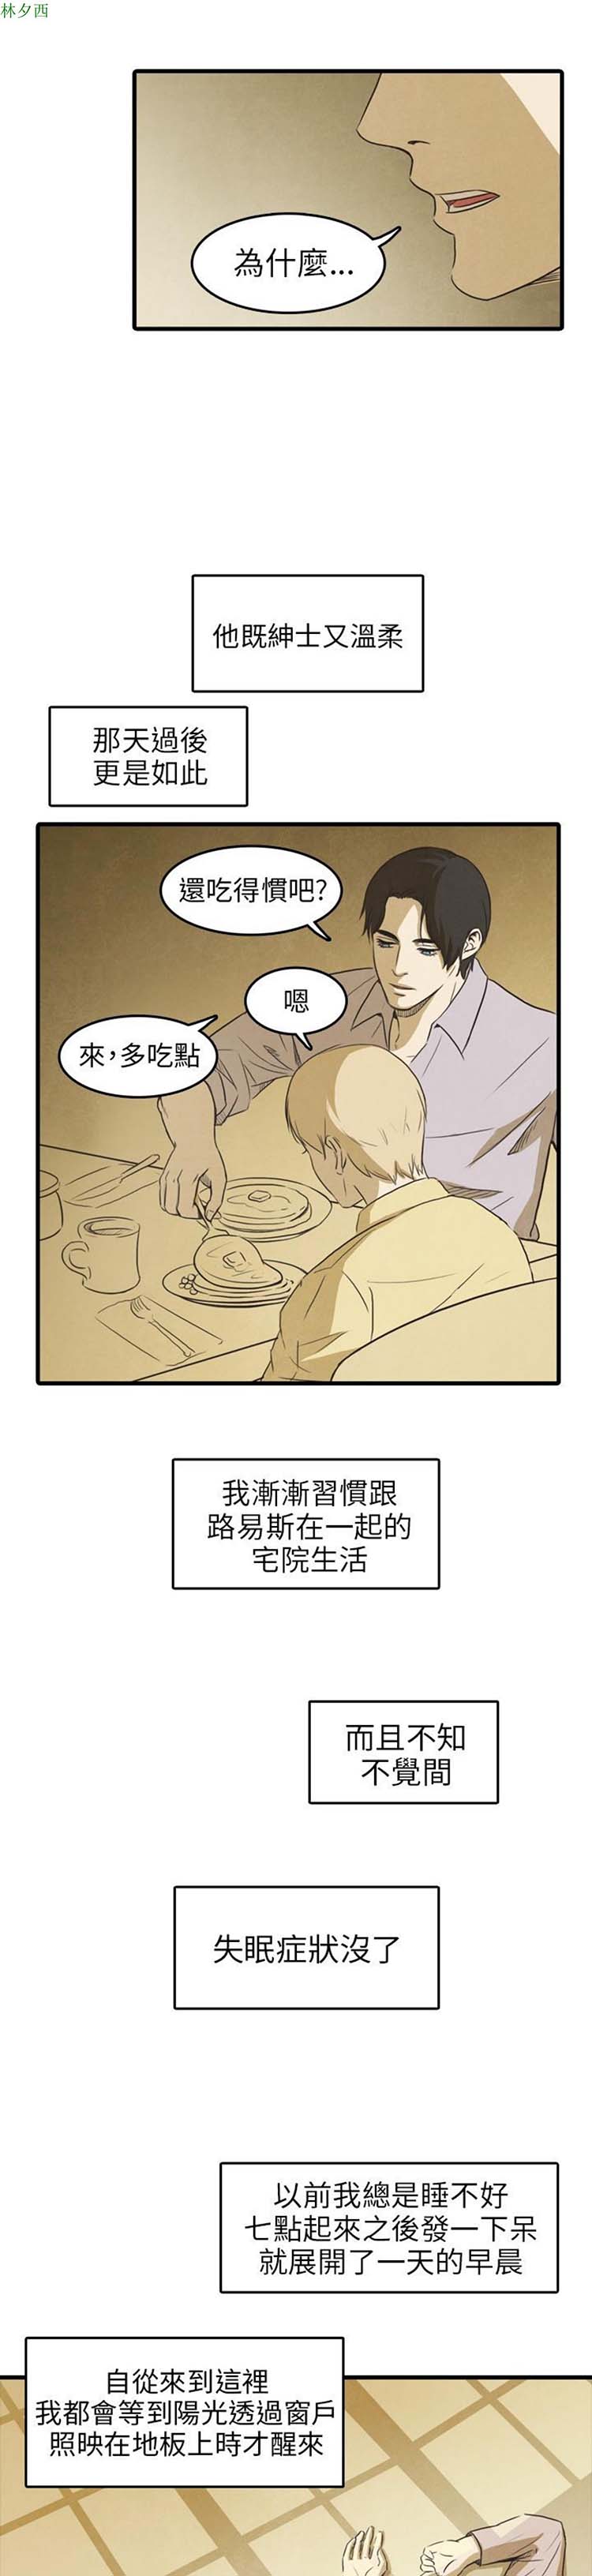 林夕西
為什麼...
他既紳士又溫柔
那天過後
更是如此
還吃得慣吧?
嗯
來，多吃點
我漸漸習慣跟
路易斯在一起的
宅院生活
而且不知
不覺間
失眠症狀沒了
以前我總是睡不好
七點起來之後發一下呆
就展開了一天的早晨
自從來到這裡
我都會等到陽光透過窗戶
照映在地板上時才醒來